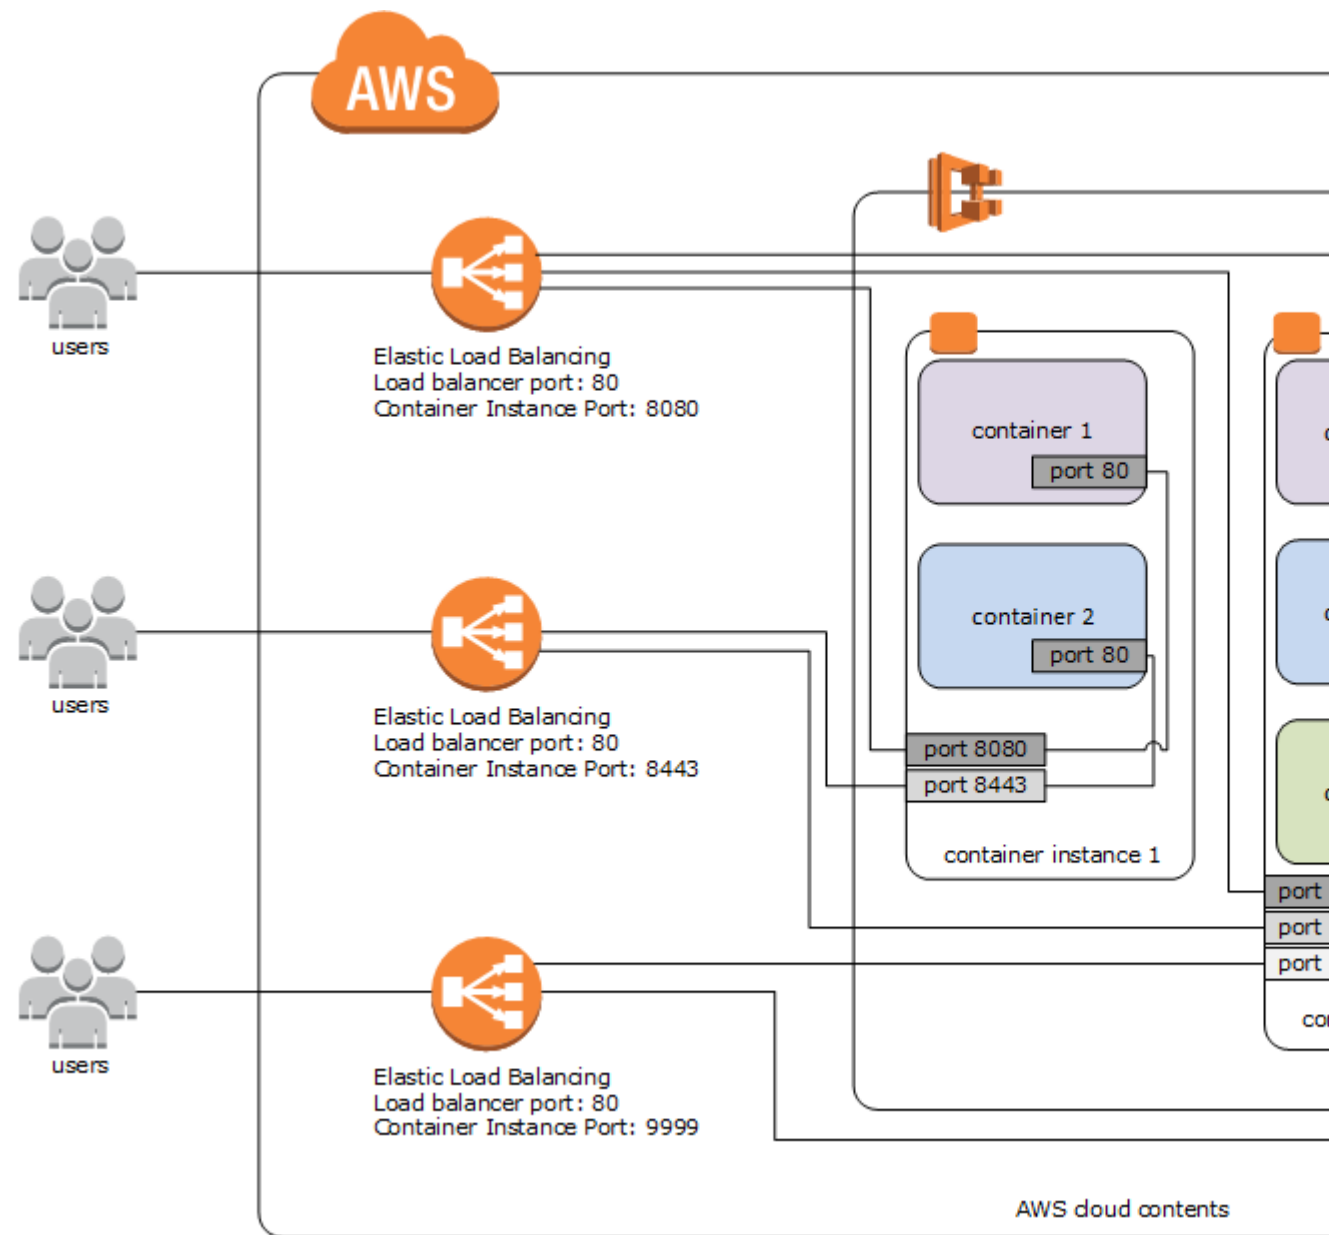 AWS
users
Elastic Load Balancing
Load balancer port: 80
Container Instance Port: 8080
container 1
port 80
container 2
port 80
users
Elastic Load Balancing
Load balancer port: 80
Container Instance Port: 8443
port 8080
port 8443
container instance 1
port
port
port
users
Elastic Load Balancing
Load balancer port: 80
Container Instance Port: 9999
AWS cloud contents